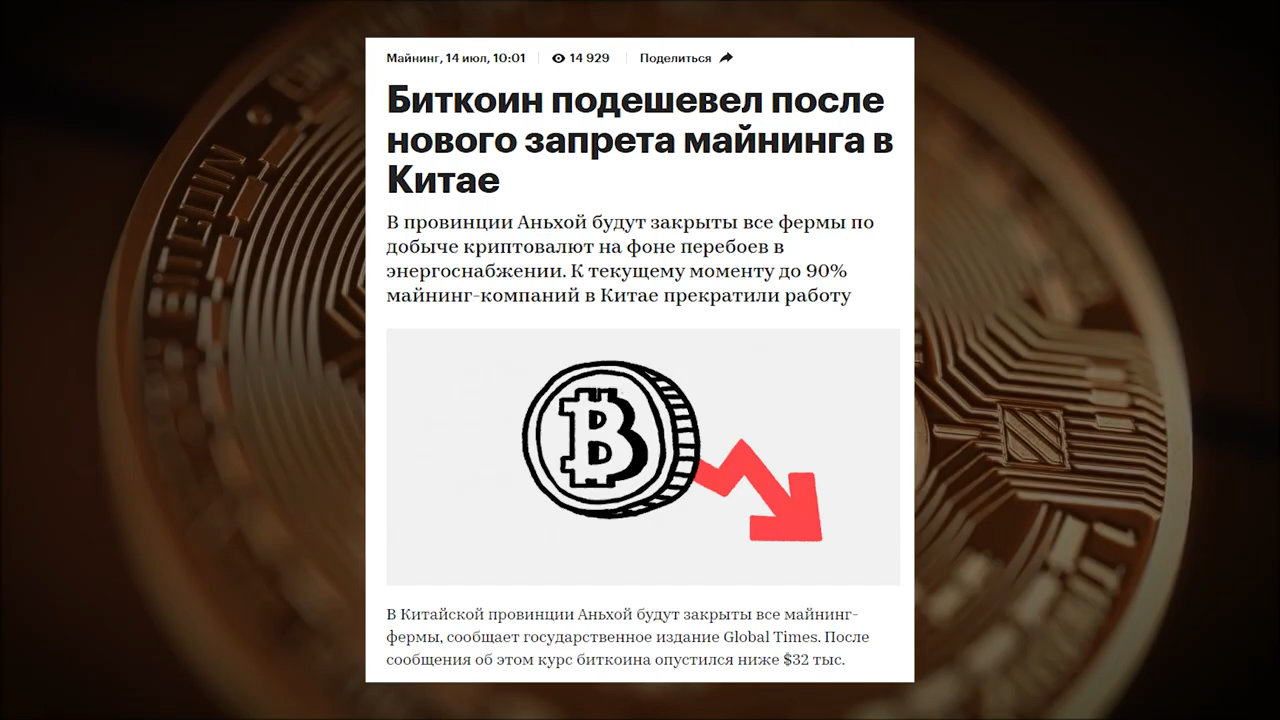 Майнинг, 14 июл, 10:01 14 929 Поделиться
Биткоин подешевел после
нового запрета майнинга в
Китае
В провинции Аньхой будут закрыты все фермы по
добыче криптовалют на фоне перебоев в
энергоснабжении. К текущему моменту до 90%
майнинг-компаний в Китае прекратили работу
В Китайской провинции Аньхой будут закрыты все майнинг-
фермы, сообщает государственное издание Global Times. После
сообщения об этом курс биткоина опустился ниже $32 тыс.
BITCOIN